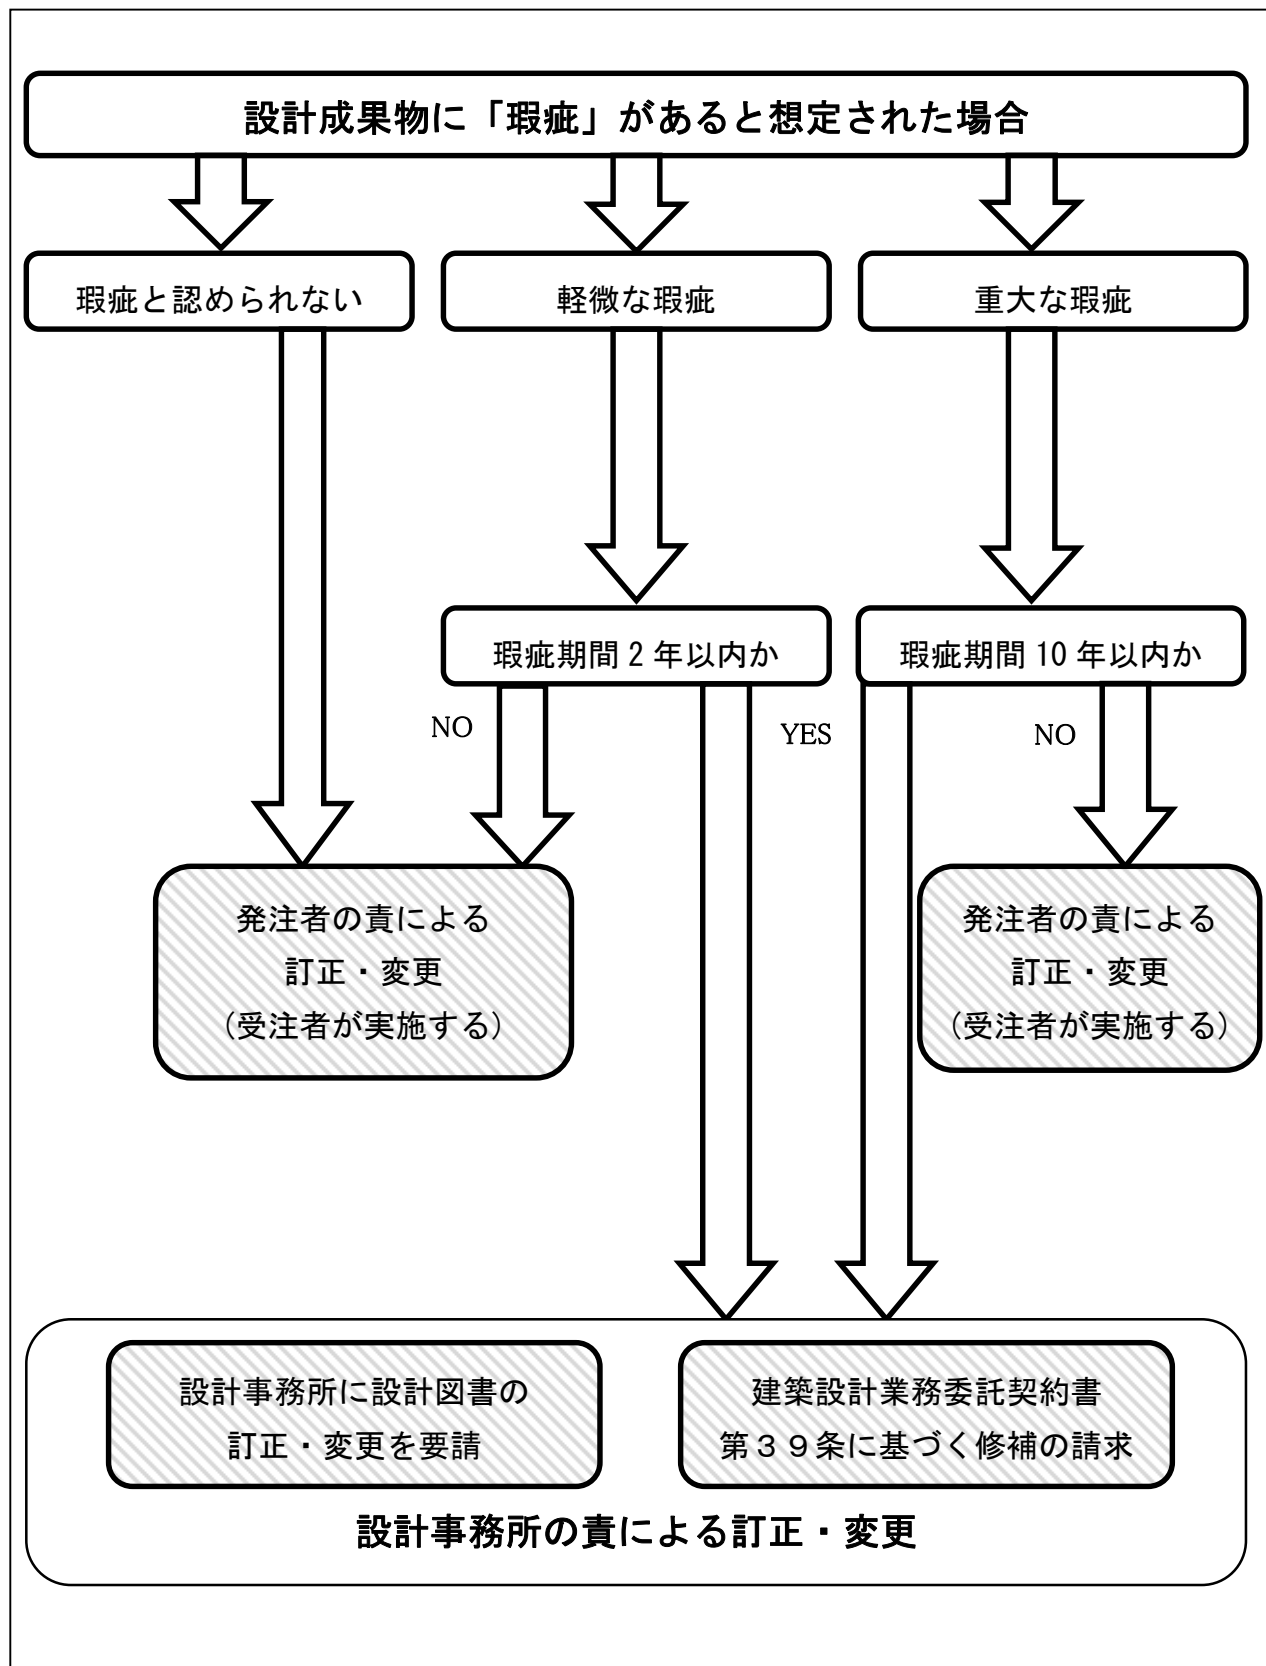 設計成果物に「瑕疵」があると想定された場合
瑕疵と認められない
軽微な瑕疵
重大な瑕疵
瑕疵期間2年以内か
瑕疵期間10年以内か
NO
YES
NO
発注者の責による
訂正・変更
(受注者が実施する)
発注者の責による
訂正・変更
(受注者が実施する)
設計事務所に設計図書の
訂正・変更を要請
建築設計業務委託契約書
第39条に基づく修補の請求
設計事務所の責による訂正・変更